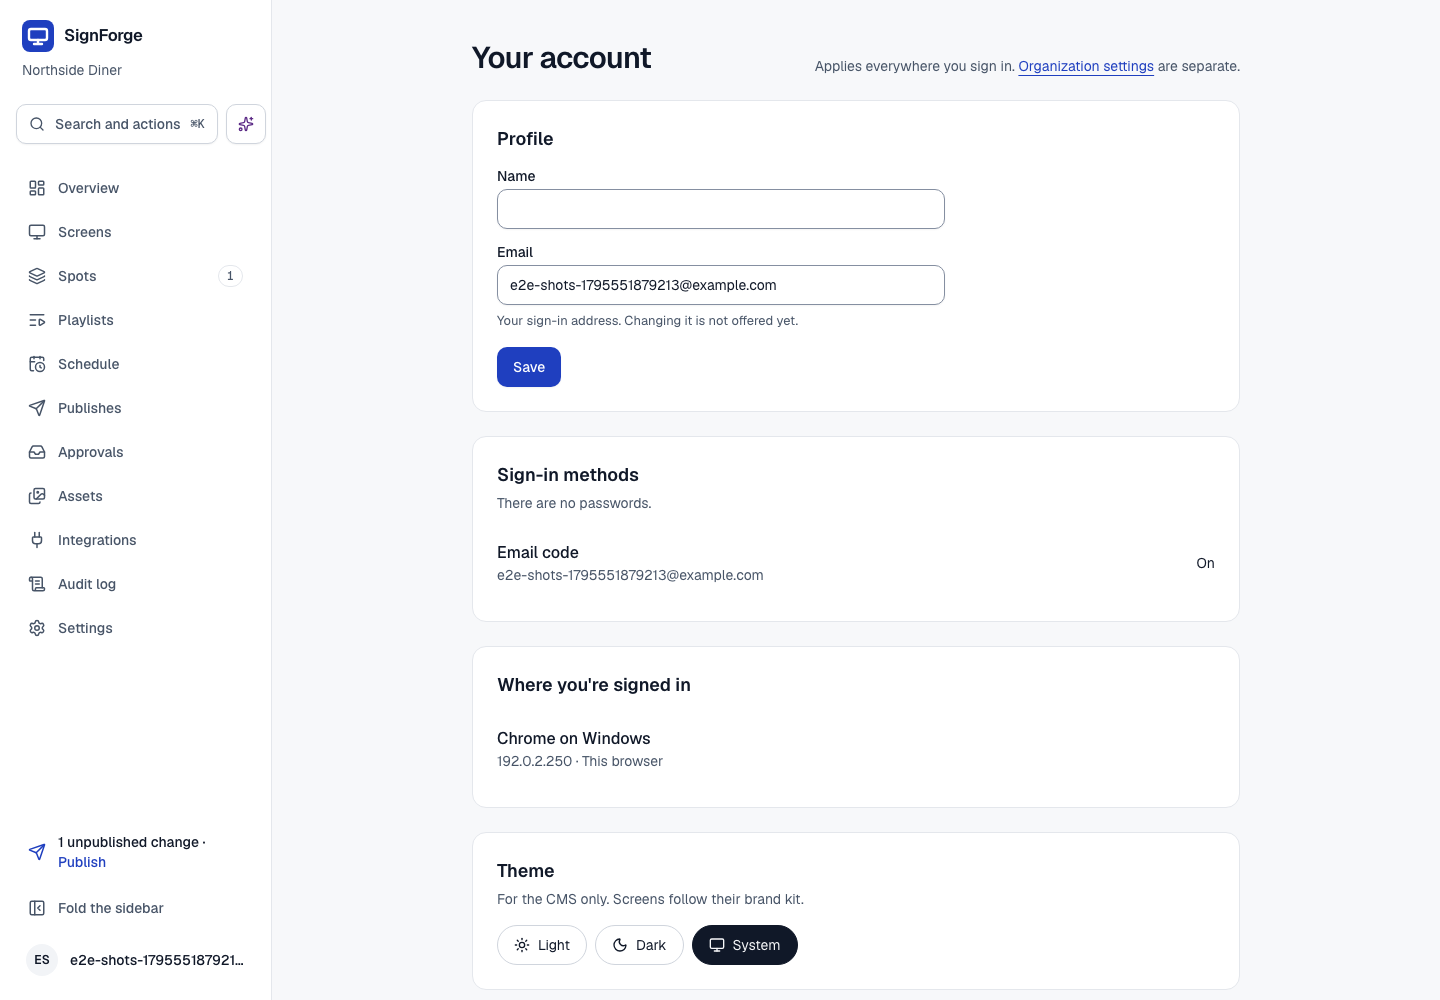 SignForge
Northside Diner
Search and actions ⌘K
Overview
Screens
Spots 1
Playlists
Schedule
Publishes
Approvals
Assets
Integrations
Audit log
Settings
1 unpublished change ·
Publish
Fold the sidebar
ES e2e-shots-179555187921...
Your account
Applies everywhere you sign in. Organization settings are separate.
Profile
Name
Email
e2e-shots-1795551879213@example.com
Your sign-in address. Changing it is not offered yet.
Save
Sign-in methods
There are no passwords.
Email code
e2e-shots-1795551879213@example.com
On
Where you're signed in
Chrome on Windows
192.0.2.250 · This browser
Theme
For the CMS only. Screens follow their brand kit.
Light Dark System